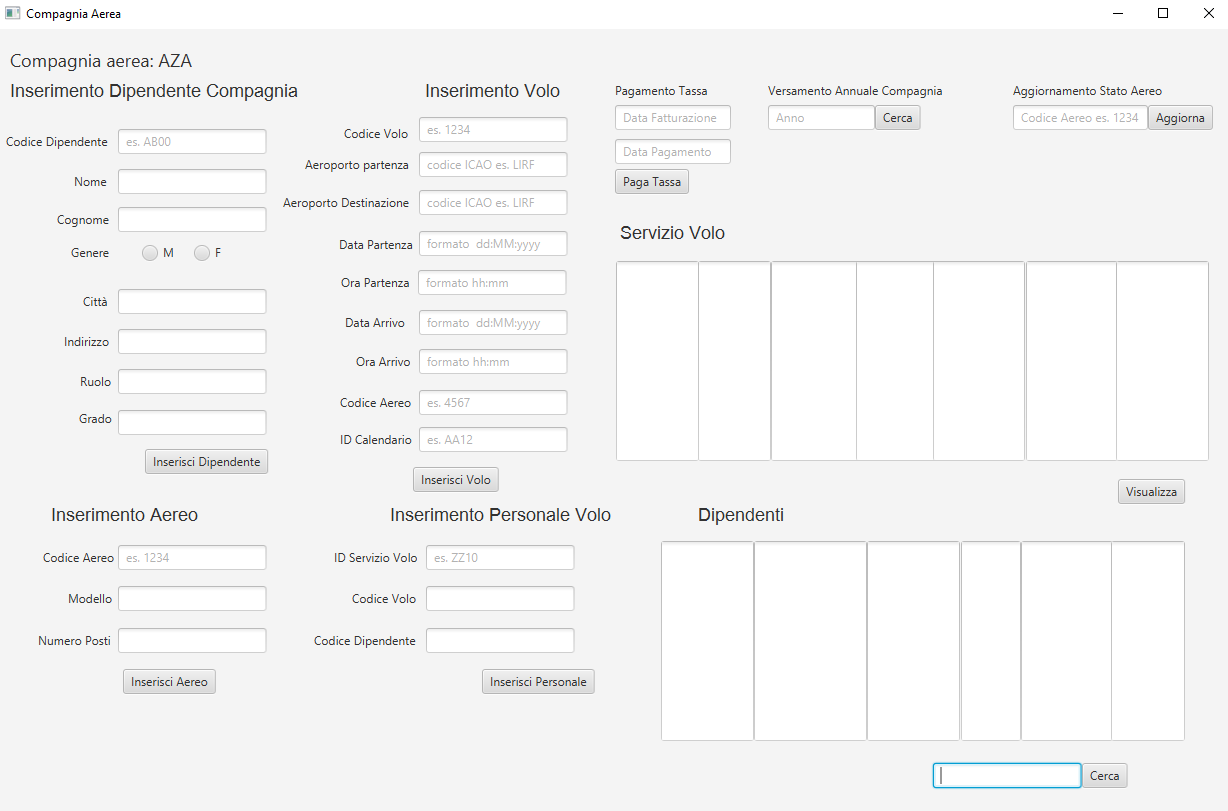 Compagnia Aerea
Compagnia aerea: AZA
Inserimento Dipendente Compagnia
Codice Dipendente es. AB00
Nome
Cognome
Genere M F
Città
Indirizzo
Ruolo
Grado
Inserisci Dipendente
Inserimento Volo
Codice Volo es. 1234
Aeroporto partenza codice ICAO es. LIRF
Aeroporto Destinazione codice ICAO es. LIRF
Data Partenza formato  dd:MM:yyyy
Ora Partenza formato hh:mm
Data Arrivo formato  dd:MM:yyyy
Ora Arrivo formato hh:mm
Codice Aereo es. 4567
ID Calendario es. AA12
Inserisci Volo
Pagamento Tassa
Data Fatturazione
Data Pagamento
Paga Tassa
Versamento Annuale Compagnia
Anno Cerca
Aggiornamento Stato Aereo
Codice Aereo es. 1234 Aggiorna
Servizio Volo
Visualizza
Inserimento Aereo
Codice Aereo es. 1234
Modello
Numero Posti
Inserisci Aereo
Inserimento Personale Volo
ID Servizio Volo es. ZZ10
Codice Volo
Codice Dipendente
Inserisci Personale
Dipendenti
Cerca